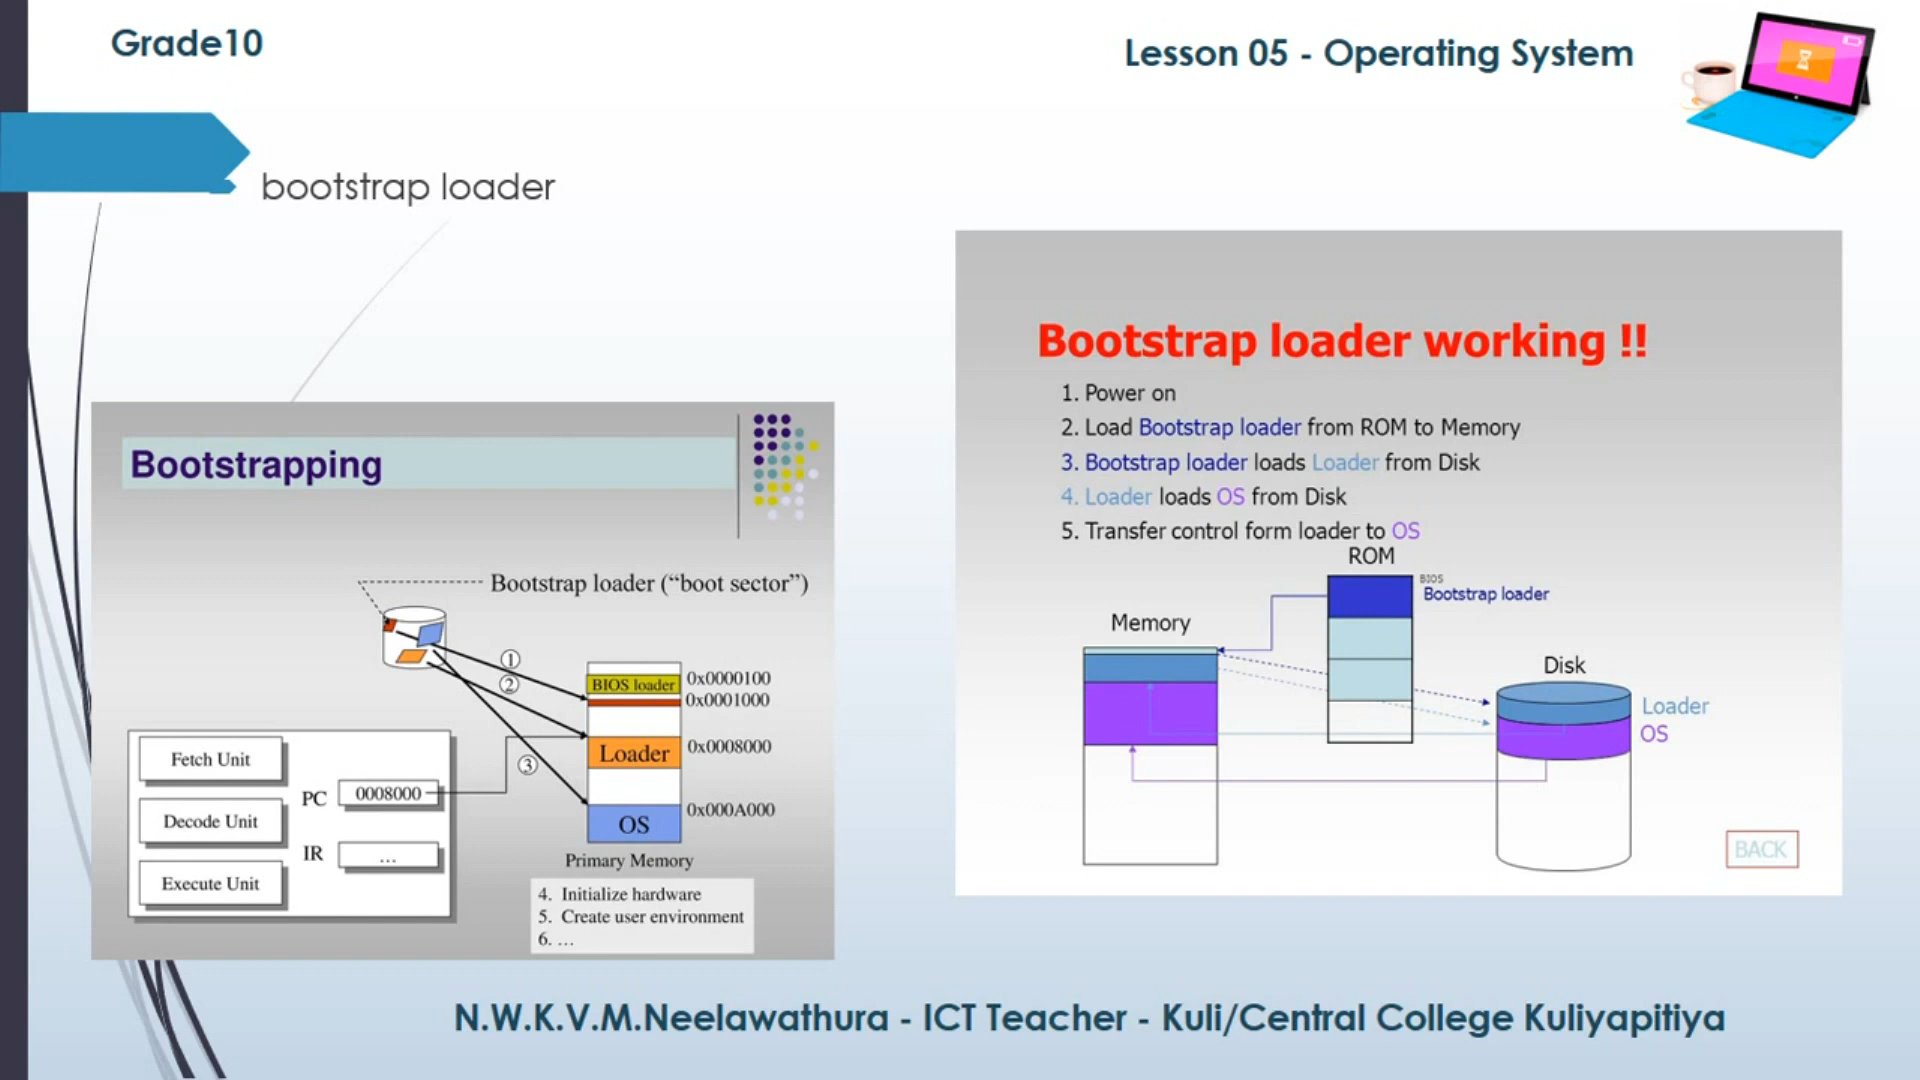 Grade10
Lesson 05 - Operating System
bootstrap loader
Bootstrapping
Bootstrap loader (“boot sector”)
1
2
3
BIOS loader
0x0000100
0x0001000
Loader
0x0008000
OS
0x000A000
Primary Memory
Fetch Unit
Decode Unit
Execute Unit
PC
0008000
IR
...
4. Initialize hardware
5. Create user environment
6. ...
Bootstrap loader working !!
1. Power on
2. Load Bootstrap loader from ROM to Memory
3. Bootstrap loader loads Loader from Disk
4. Loader loads OS from Disk
5. Transfer control form loader to OS
ROM
BIOS
Bootstrap loader
Memory
Disk
Loader
OS
BACK
N.W.K.V.M.Neelawathura - ICT Teacher - Kuli/Central College Kuliyapitiya